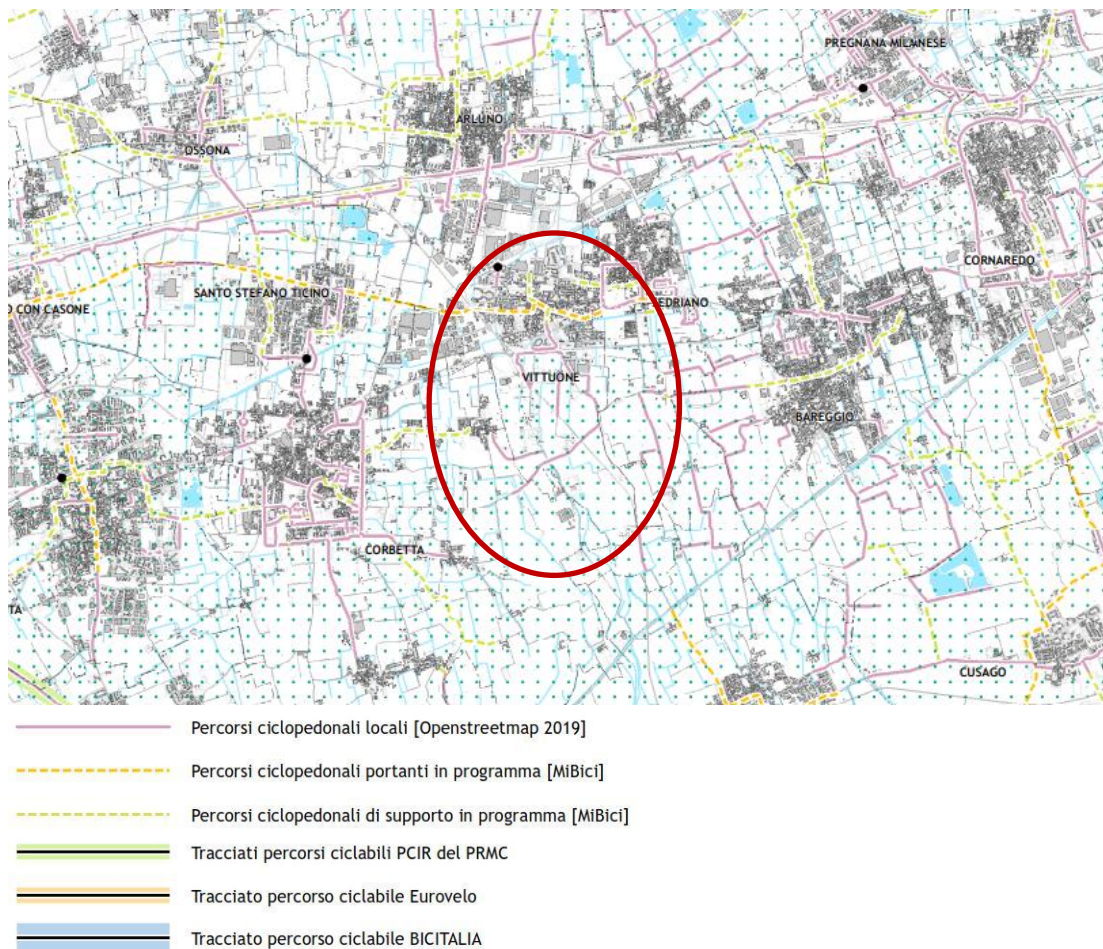 PREGNANA MILANESE
ARLUNO
OSSONA
CORNAREDO
SANTO STEFANO TICINO
O CON CASONE
SEDRIANO
VITTUONE
BAREGGIO
CORBETTA
TA
CUSAGO
Percorsi ciclopedonali locali [Openstreetmap 2019]
Percorsi ciclopedonali portanti in programma [MiBici]
Percorsi ciclopedonali di supporto in programma [MiBici]
Tracciati percorsi ciclabili PCIR del PRMC
Tracciato percorso ciclabile Eurovelo
Tracciato percorso ciclabile BICITALIA